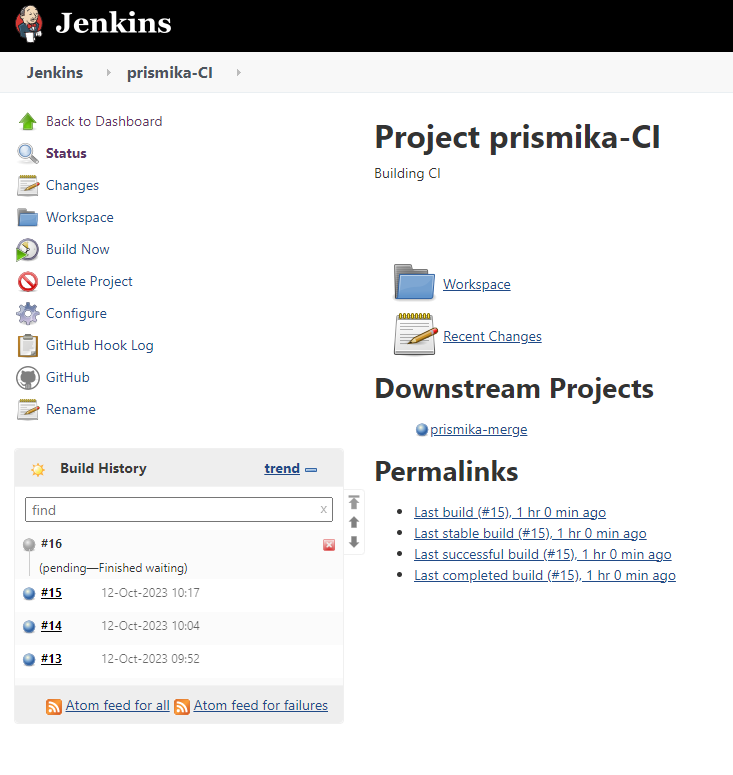 Jenkins
Jenkins
prismika-CI
Back to Dashboard
Status
Changes
Workspace
Build Now
Delete Project
Configure
GitHub Hook Log
GitHub
Rename
Build History trend
find x
#16
(pending—Finished waiting)
#15 12-Oct-2023 10:17
#14 12-Oct-2023 10:04
#13 12-Oct-2023 09:52
Atom feed for all Atom feed for failures
Project prismika-CI
Building CI
Workspace
Recent Changes
Downstream Projects
prismika-merge
Permalinks
Last build (#15), 1 hr 0 min ago
Last stable build (#15), 1 hr 0 min ago
Last successful build (#15), 1 hr 0 min ago
Last completed build (#15), 1 hr 0 min ago